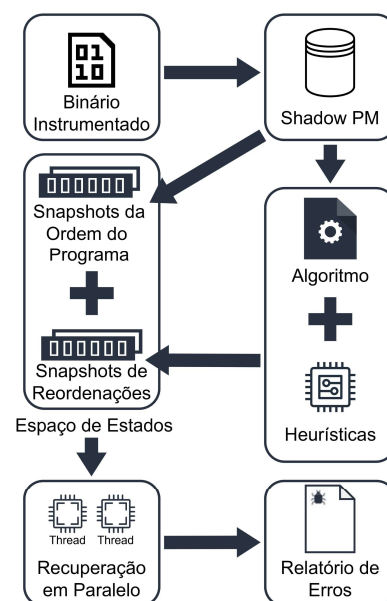 01
10
Binário
Instrumentado
Shadow PM
Snapshots da
Ordem do
Programa
Snapshots de
Reordenações
Espaço de Estados
Algoritmo
Heurísticas
Thread Thread
Recuperação
em Paralelo
Relatório de
Erros